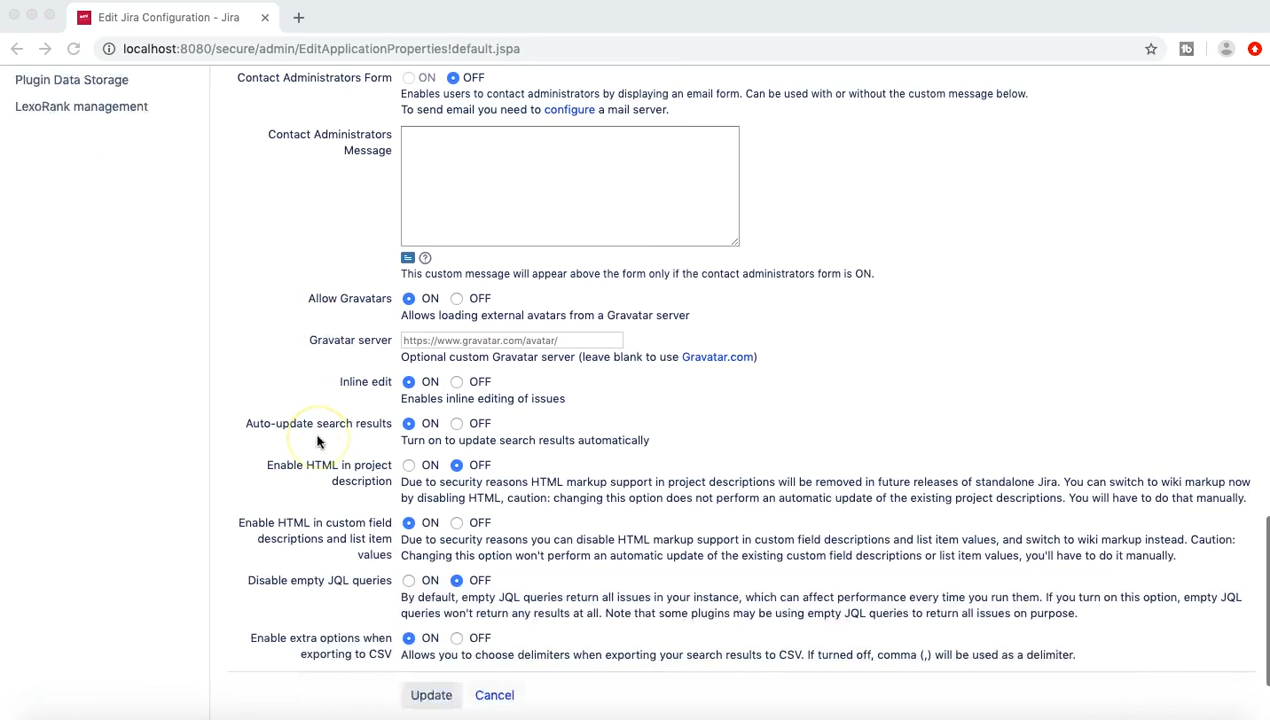 Edit Jira Configuration - Jira
localhost:8080/secure/admin/EditApplicationProperties!default.jspa
Plugin Data Storage
LexoRank management
Contact Administrators Form ON OFF
Enables users to contact administrators by displaying an email form. Can be used with or without the custom message below.
To send email you need to configure a mail server.
Contact Administrators
Message
This custom message will appear above the form only if the contact administrators form is ON.
Allow Gravatars ON OFF
Allows loading external avatars from a Gravatar server
Gravatar server https://www.gravatar.com/avatar/
Optional custom Gravatar server (leave blank to use Gravatar.com)
Inline edit ON OFF
Enables inline editing of issues
Auto-update search results ON OFF
Turn on to update search results automatically
Enable HTML in project ON OFF
description
Due to security reasons HTML markup support in project descriptions will be removed in future releases of standalone Jira. You can switch to wiki markup now
by disabling HTML, caution: changing this option does not perform an automatic update of the existing project descriptions. You will have to do that manually.
Enable HTML in custom field ON OFF
descriptions and list item
values
Due to security reasons you can disable HTML markup support in custom field descriptions and list item values, and switch to wiki markup instead. Caution:
Changing this option won't perform an automatic update of the existing custom field descriptions or list item values, you'll have to do it manually.
Disable empty JQL queries ON OFF
By default, empty JQL queries return all issues in your instance, which can affect performance every time you run them. If you turn on this option, empty JQL
queries won't return any results at all. Note that some plugins may be using empty JQL queries to return all issues on purpose.
Enable extra options when ON OFF
exporting to CSV
Allows you to choose delimiters when exporting your search results to CSV. If turned off, comma (,) will be used as a delimiter.
Update Cancel